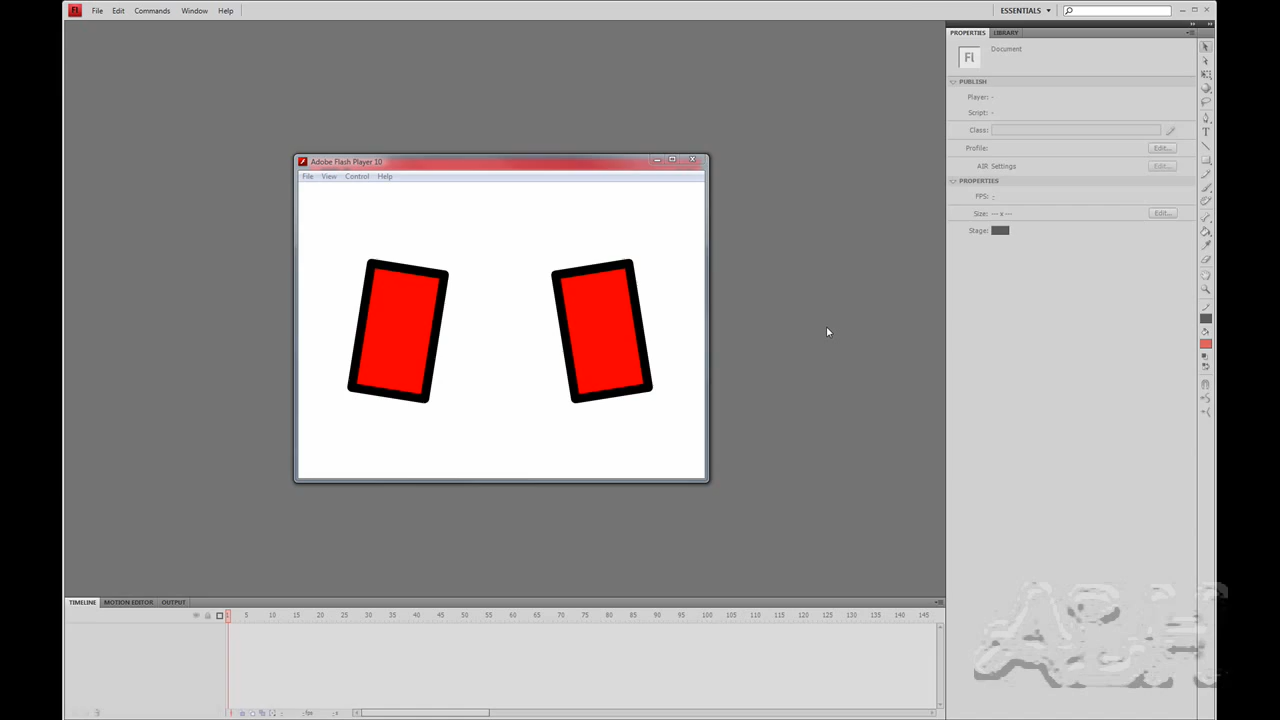 Fl File Edit Commands Window Help ESSENTIALS
PROPERTIES LIBRARY
Fl Document
PUBLISH
Player: -
Script: -
Class:
Profile: Edit...
AIR Settings Edit...
PROPERTIES
FPS: -
Size: --- x --- Edit...
Stage:
Adobe Flash Player 10
File View Control Help
TIMELINE MOTION EDITOR OUTPUT
5 10 15 20 25 30 35 40 45 50 55 60 65 70 75 80 85 90 95 100 105 110 115 120 125 130 135 140 145